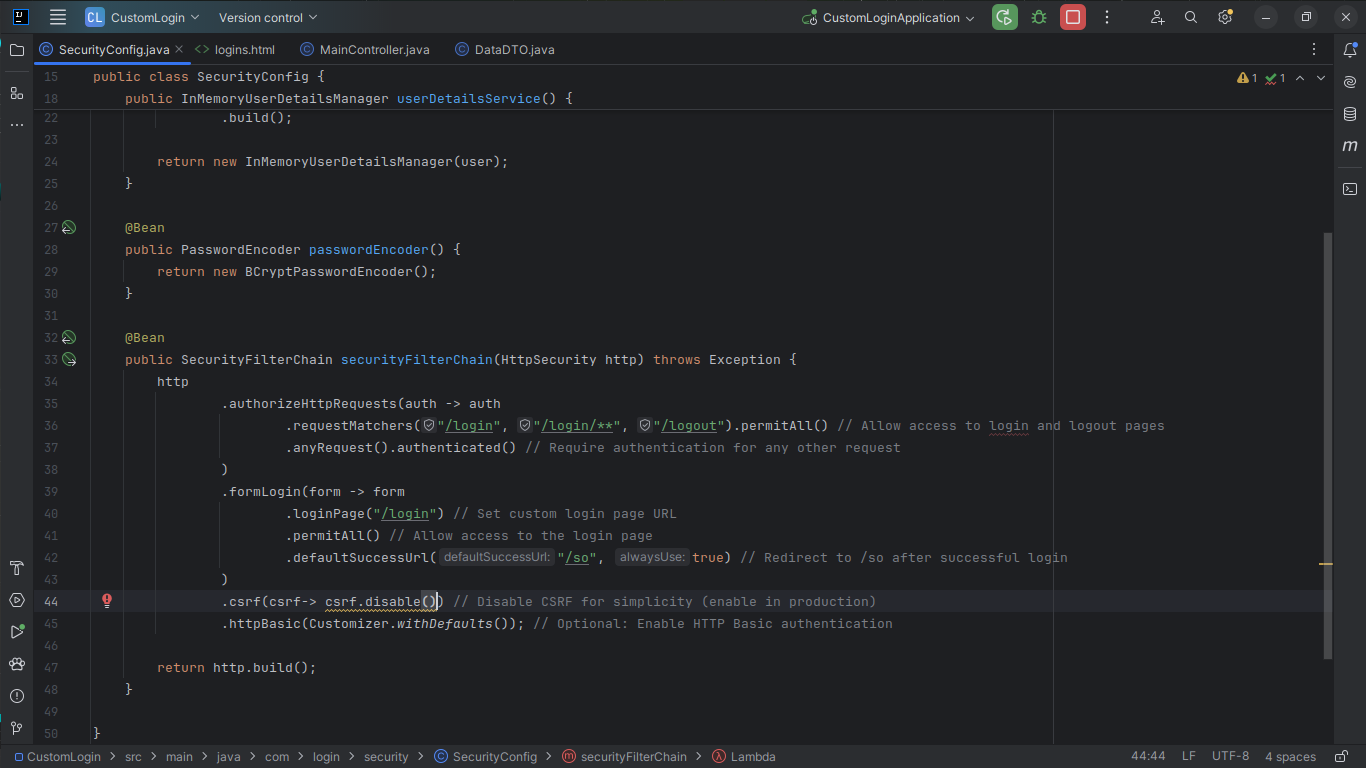 CL CustomLogin Version control CustomLoginApplication
SecurityConfig.java logins.html MainController.java DataDTO.java
15 public class SecurityConfig { 1 1
18 public InMemoryUserDetailsManager userDetailsService() {
22 .build();
23
24 return new InMemoryUserDetailsManager(user);
25 }
26
27 @Bean
28 public PasswordEncoder passwordEncoder() {
29 return new BCryptPasswordEncoder();
30 }
31
32 @Bean
33 public SecurityFilterChain securityFilterChain(HttpSecurity http) throws Exception {
34 http
35 .authorizeHttpRequests(auth -> auth
36 .requestMatchers("/login", "/login/**", "/logout").permitAll() // Allow access to login and logout pages
37 .anyRequest().authenticated() // Require authentication for any other request
38 )
39 .formLogin(form -> form
40 .loginPage("/login") // Set custom login page URL
41 .permitAll() // Allow access to the login page
42 .defaultSuccessUrl( defaultSuccessUrl: "/so", alwaysUse: true) // Redirect to /so after successful login
43 )
44 .csrf(csrf-> csrf.disable()) // Disable CSRF for simplicity (enable in production)
45 .httpBasic(Customizer.withDefaults()); // Optional: Enable HTTP Basic authentication
46
47 return http.build();
48 }
49
50 }
CustomLogin > src > main > java > com > login > security > SecurityConfig > securityFilterChain > Lambda 44:44 LF UTF-8 4 spaces